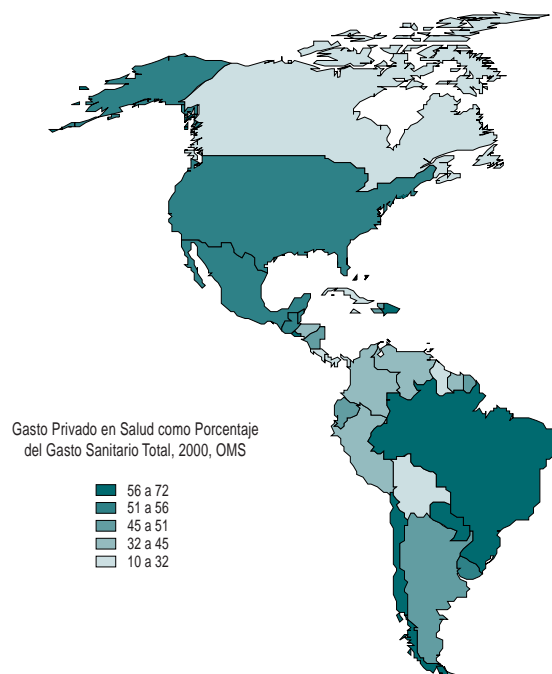 Gasto Privado en Salud como Porcentaje
del Gasto Sanitario Total, 2000, OMS
56 a 72
51 a 56
45 a 51
32 a 45
10 a 32